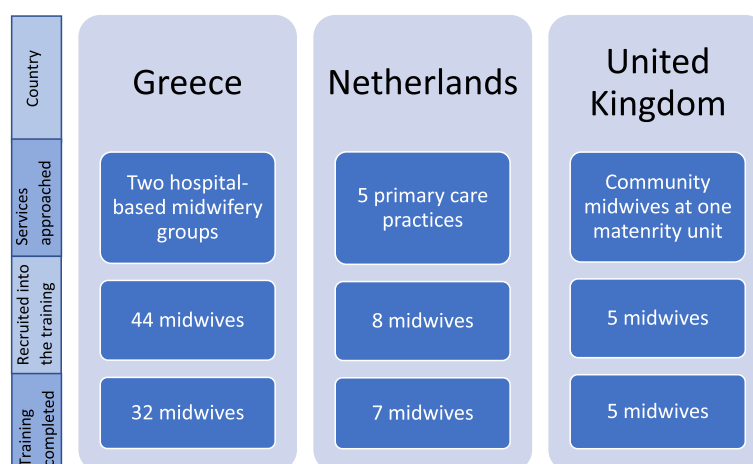 Country
Greece
Netherlands
United
Kingdom
Services
approached
Two hospital-
based midwifery
groups
5 primary care
practices
Community
midwives at one
matenrity unit
Recruited into
the training
44 midwives
8 midwives
5 midwives
Training
completed
32 midwives
7 midwives
5 midwives